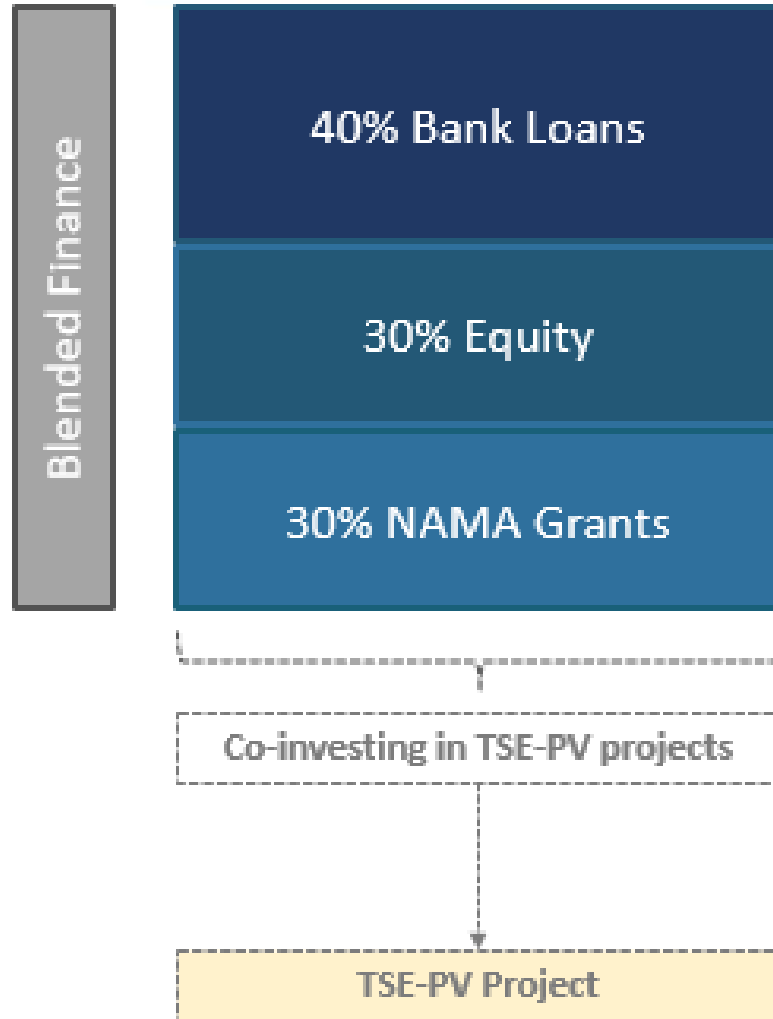 Blended Finance
40% Bank Loans
30% Equity
30% NAMA Grants
Co-investing in TSE-PV projects
TSE-PV Project